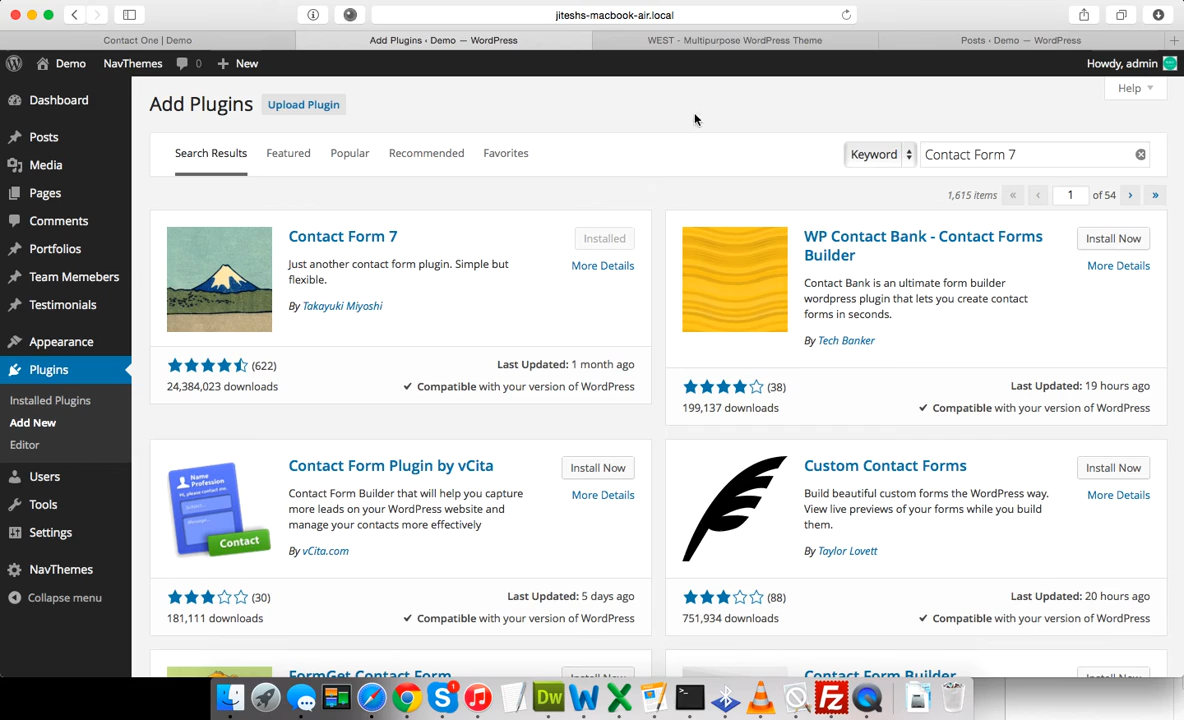 jiteshs-macbook-air.local
Contact One | Demo
Add Plugins ‹ Demo — WordPress
WEST - Multipurpose WordPress Theme
Posts ‹ Demo — WordPress
Demo
NavThemes
0
New
Howdy, admin
Dashboard
Posts
Media
Pages
Comments
Portfolios
Team Memebers
Testimonials
Appearance
Plugins
Installed Plugins
Add New
Editor
Users
Tools
Settings
NavThemes
Collapse menu
Help
Add Plugins
Upload Plugin
Search Results
Featured
Popular
Recommended
Favorites
Keyword
Contact Form 7
1,615 items « ‹ 1 of 54 › »
Contact Form 7
Installed
More Details
Just another contact form plugin. Simple but
flexible.
By Takayuki Miyoshi
(622)
24,384,023 downloads
Last Updated: 1 month ago
✓ Compatible with your version of WordPress
WP Contact Bank - Contact Forms
Builder
Install Now
More Details
Contact Bank is an ultimate form builder
wordpress plugin that lets you create contact
forms in seconds.
By Tech Banker
(38)
199,137 downloads
Last Updated: 19 hours ago
✓ Compatible with your version of WordPress
Name
Profession
Contact
Contact Form Plugin by vCita
Install Now
More Details
Contact Form Builder that will help you capture
more leads on your WordPress website and
manage your contacts more effectively
By vCita.com
(30)
181,111 downloads
Last Updated: 5 days ago
✓ Compatible with your version of WordPress
Custom Contact Forms
Install Now
More Details
Build beautiful custom forms the WordPress way.
View live previews of your forms while you build
them.
By Taylor Lovett
(88)
751,934 downloads
Last Updated: 20 hours ago
✓ Compatible with your version of WordPress
FormGet Contact Form
Install Now
Contact Form Builder
Install Now
1
Dw